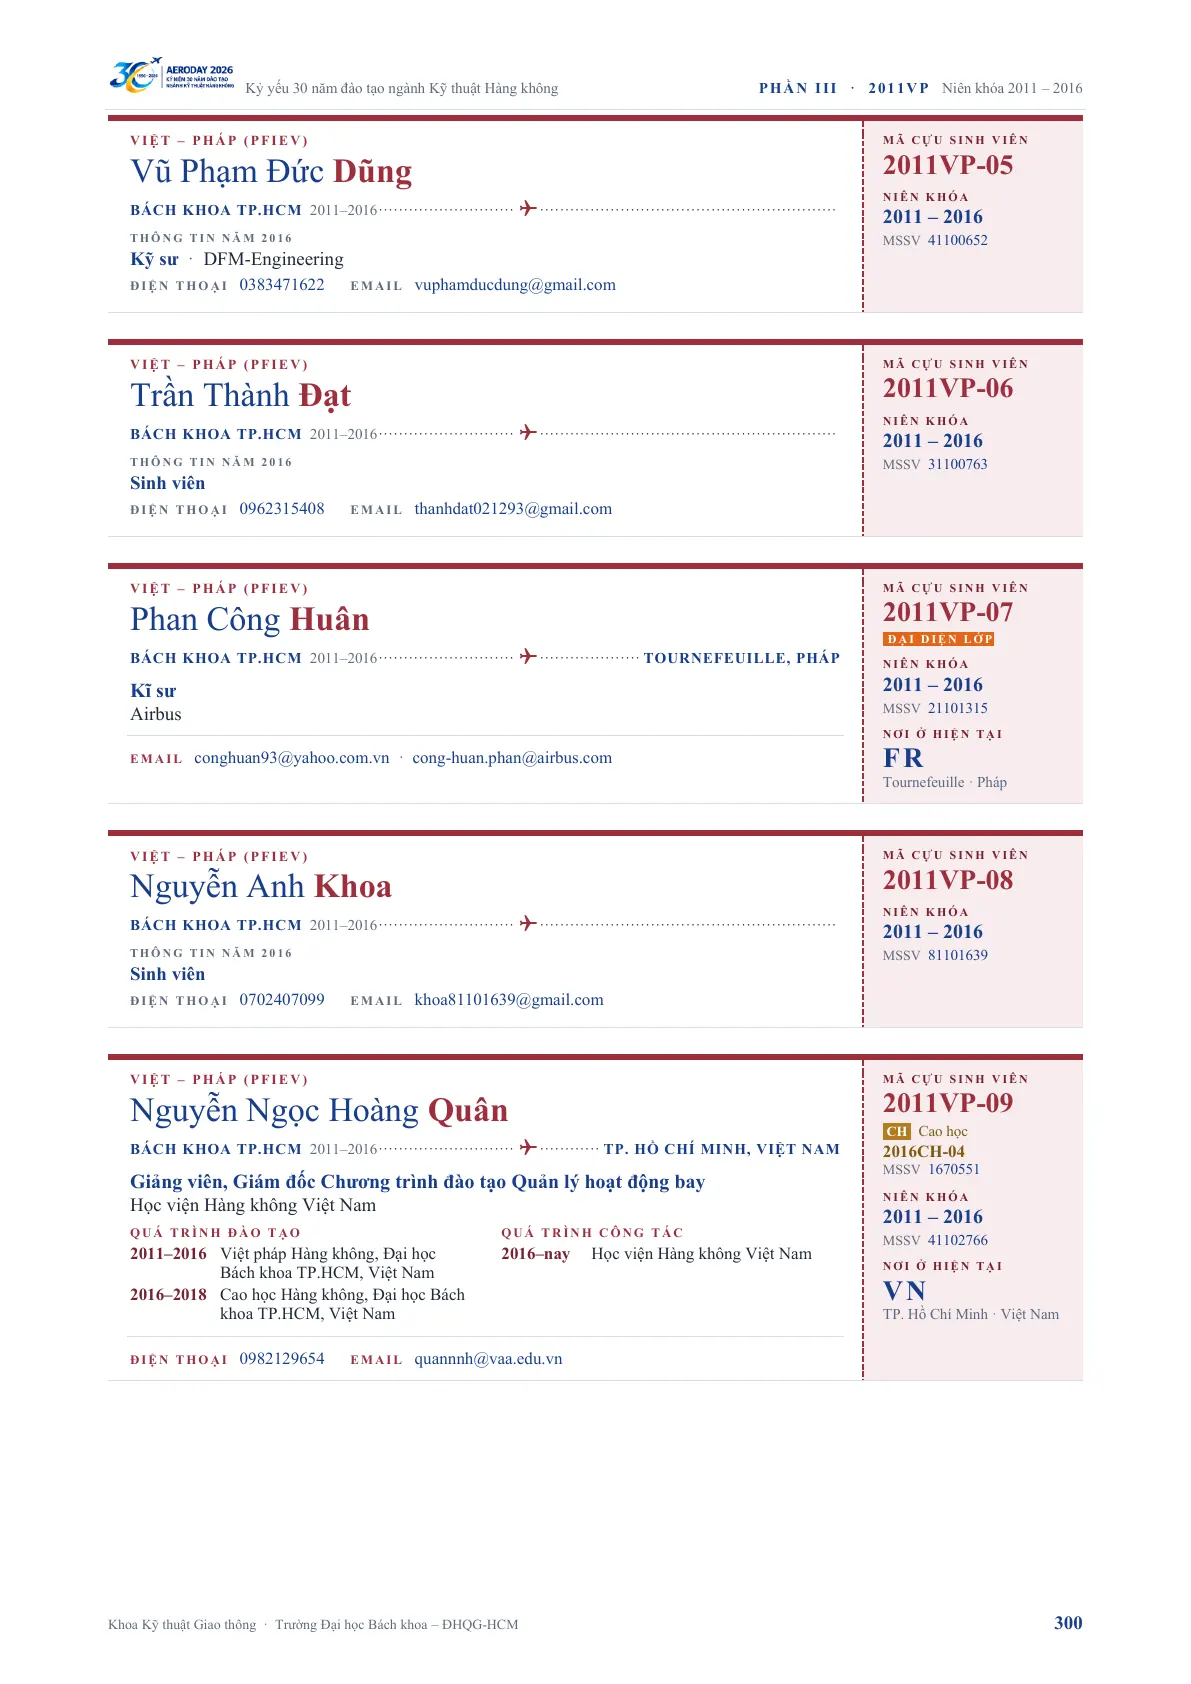 30 1996 - 2026 AERODAY 2026
KỶ NIỆM 30 NĂM ĐÀO TẠO
NGÀNH KỸ THUẬT HÀNG KHÔNG
Kỷ yếu 30 năm đào tạo ngành Kỹ thuật Hàng không
PHẦN III · 2011VP Niên khóa 2011 – 2016
VIỆT – PHÁP (PFIEV)
Vũ Phạm Đức Dũng
BÁCH KHOA TP.HCM 2011–2016
THÔNG TIN NĂM 2016
Kỹ sư · DFM-Engineering
ĐIỆN THOẠI 0383471622 EMAIL vuphamducdung@gmail.com
MÃ CỰU SINH VIÊN
2011VP-05
NIÊN KHÓA
2011 – 2016
MSSV 41100652
VIỆT – PHÁP (PFIEV)
Trần Thành Đạt
BÁCH KHOA TP.HCM 2011–2016
THÔNG TIN NĂM 2016
Sinh viên
ĐIỆN THOẠI 0962315408 EMAIL thanhdat021293@gmail.com
MÃ CỰU SINH VIÊN
2011VP-06
NIÊN KHÓA
2011 – 2016
MSSV 31100763
VIỆT – PHÁP (PFIEV)
Phan Công Huân
BÁCH KHOA TP.HCM 2011–2016 TOURNEFEUILLE, PHÁP
Kĩ sư
Airbus
EMAIL conghuan93@yahoo.com.vn · cong-huan.phan@airbus.com
MÃ CỰU SINH VIÊN
2011VP-07
ĐẠI DIỆN LỚP
NIÊN KHÓA
2011 – 2016
MSSV 21101315
NƠI Ở HIỆN TẠI
FR
Tournefeuille · Pháp
VIỆT – PHÁP (PFIEV)
Nguyễn Anh Khoa
BÁCH KHOA TP.HCM 2011–2016
THÔNG TIN NĂM 2016
Sinh viên
ĐIỆN THOẠI 0702407099 EMAIL khoa81101639@gmail.com
MÃ CỰU SINH VIÊN
2011VP-08
NIÊN KHÓA
2011 – 2016
MSSV 81101639
VIỆT – PHÁP (PFIEV)
Nguyễn Ngọc Hoàng Quân
BÁCH KHOA TP.HCM 2011–2016 TP. HỒ CHÍ MINH, VIỆT NAM
Giảng viên, Giám đốc Chương trình đào tạo Quản lý hoạt động bay
Học viện Hàng không Việt Nam
QUÁ TRÌNH ĐÀO TẠO
2011–2016 Việt pháp Hàng không, Đại học
Bách khoa TP.HCM, Việt Nam
2016–2018 Cao học Hàng không, Đại học Bách
khoa TP.HCM, Việt Nam
QUÁ TRÌNH CÔNG TÁC
2016–nay Học viện Hàng không Việt Nam
ĐIỆN THOẠI 0982129654 EMAIL quannnh@vaa.edu.vn
MÃ CỰU SINH VIÊN
2011VP-09
CH Cao học
2016CH-04
MSSV 1670551
NIÊN KHÓA
2011 – 2016
MSSV 41102766
NƠI Ở HIỆN TẠI
VN
TP. Hồ Chí Minh · Việt Nam
Khoa Kỹ thuật Giao thông · Trường Đại học Bách khoa – ĐHQG-HCM
300